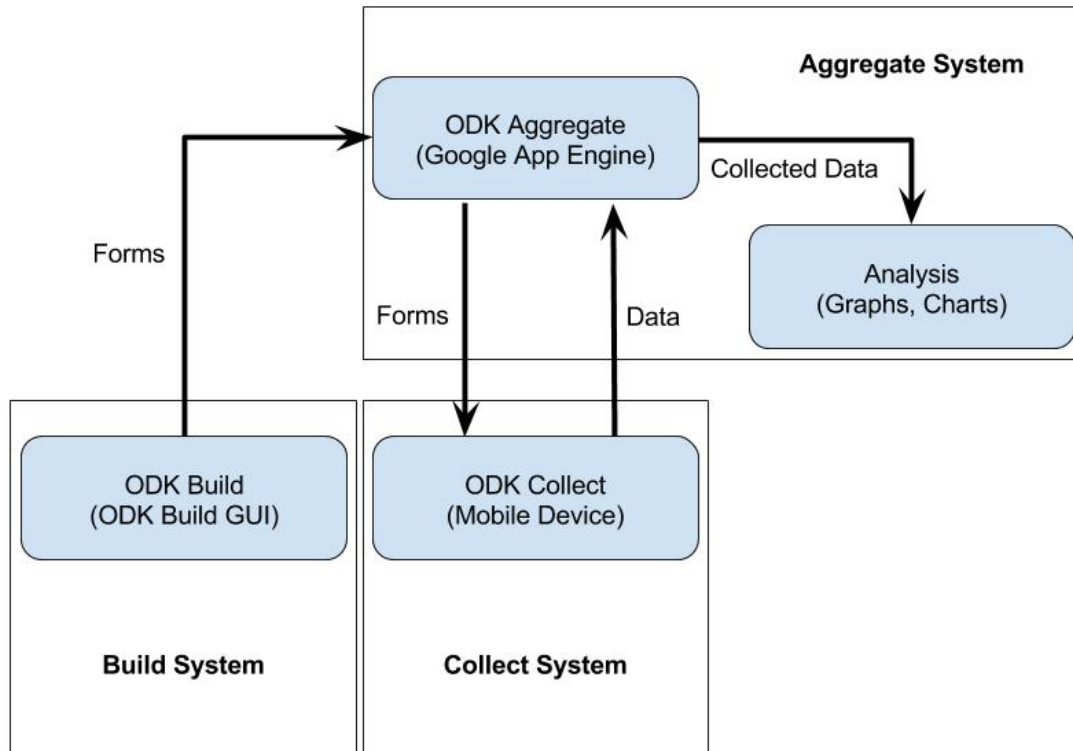 Aggregate System
ODK Aggregate
(Google App Engine)
Collected Data
Forms
Analysis
(Graphs, Charts)
Forms
Data
ODK Build
(ODK Build GUI)
ODK Collect
(Mobile Device)
Build System
Collect System